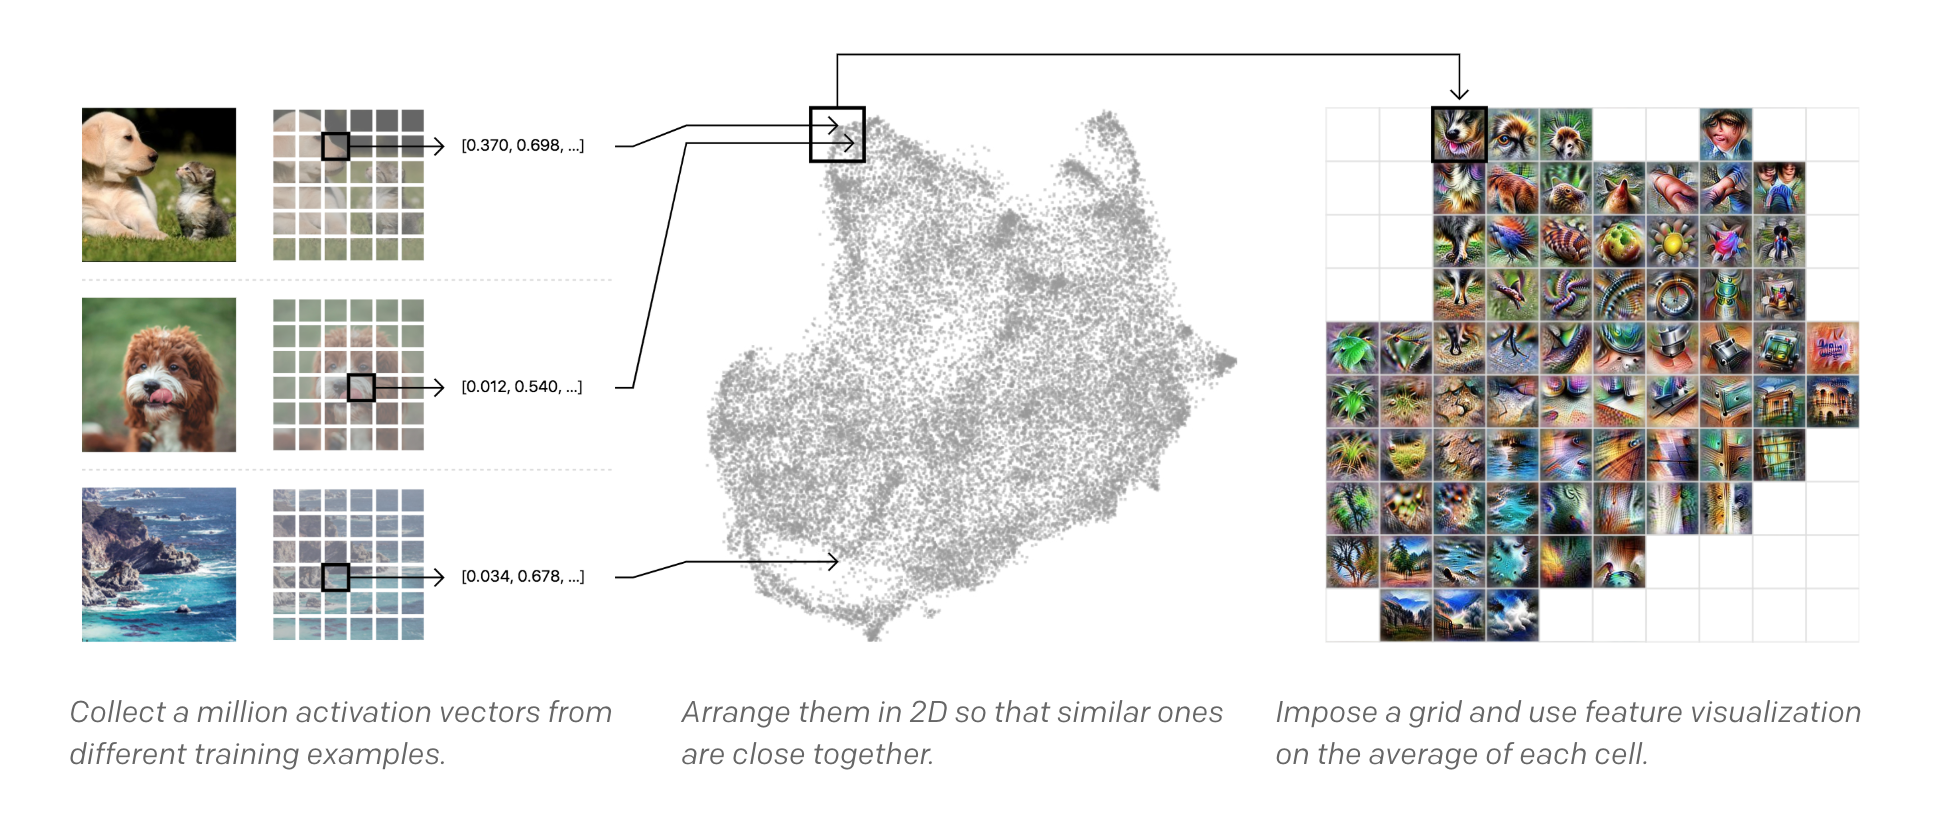 [0.370, 0.698, ...]
[0.012, 0.540, ...]
[0.034, 0.678, ...]
Collect a million activation vectors from
different training examples.
Arrange them in 2D so that similar ones
are close together.
Impose a grid and use feature visualization
on the average of each cell.